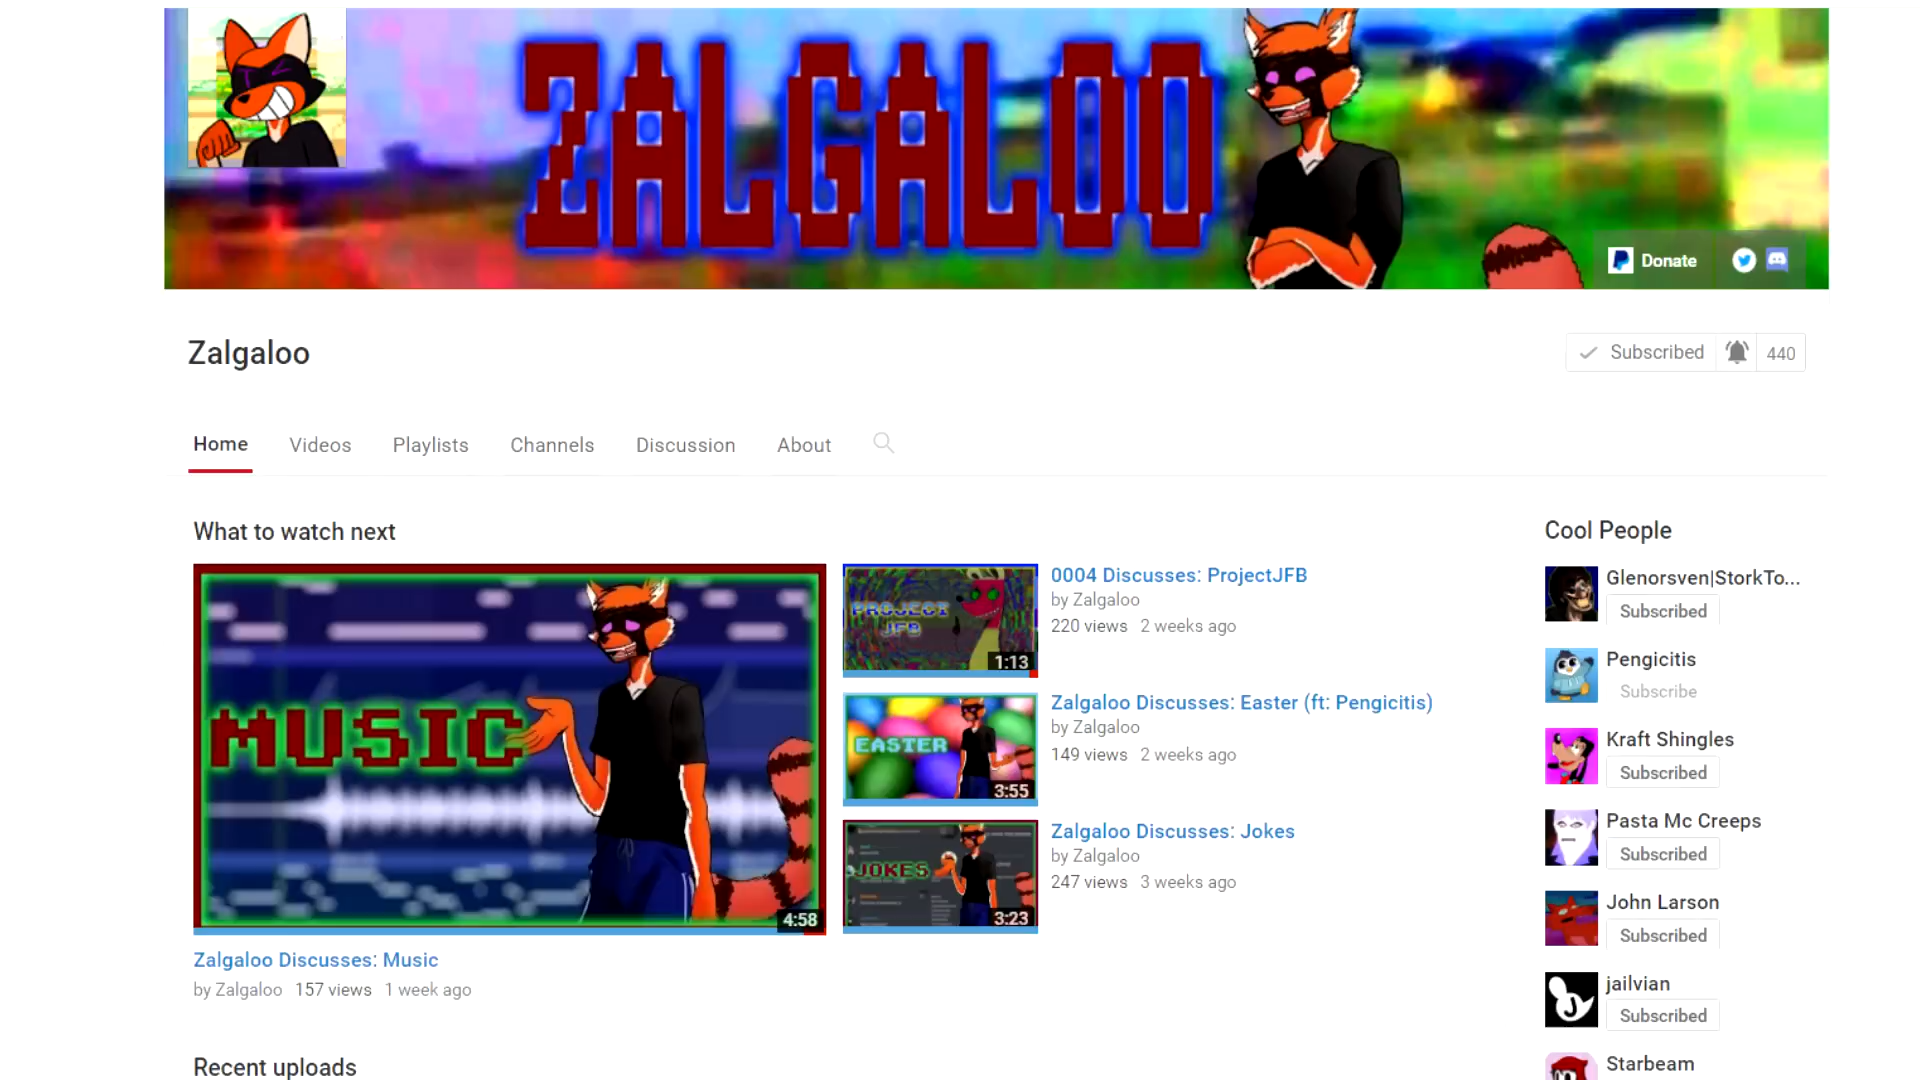 ZALGALOO
Donate
Zalgaloo
Subscribed
440
Home
Videos
Playlists
Channels
Discussion
About
What to watch next
MUSIC
4:58
Zalgaloo Discusses: Music
by Zalgaloo 157 views 1 week ago
PROJECT
JFB
1:13
0004 Discusses: ProjectJFB
by Zalgaloo
220 views 2 weeks ago
EASTER
3:55
Zalgaloo Discusses: Easter (ft: Pengicitis)
by Zalgaloo
149 views 2 weeks ago
JOKES
3:23
Zalgaloo Discusses: Jokes
by Zalgaloo
247 views 3 weeks ago
Cool People
Glenorsven|StorkTo...
Subscribed
Pengicitis
Subscribe
Kraft Shingles
Subscribed
Pasta Mc Creeps
Subscribed
John Larson
Subscribed
jailvian
Subscribed
Starbeam
Recent uploads